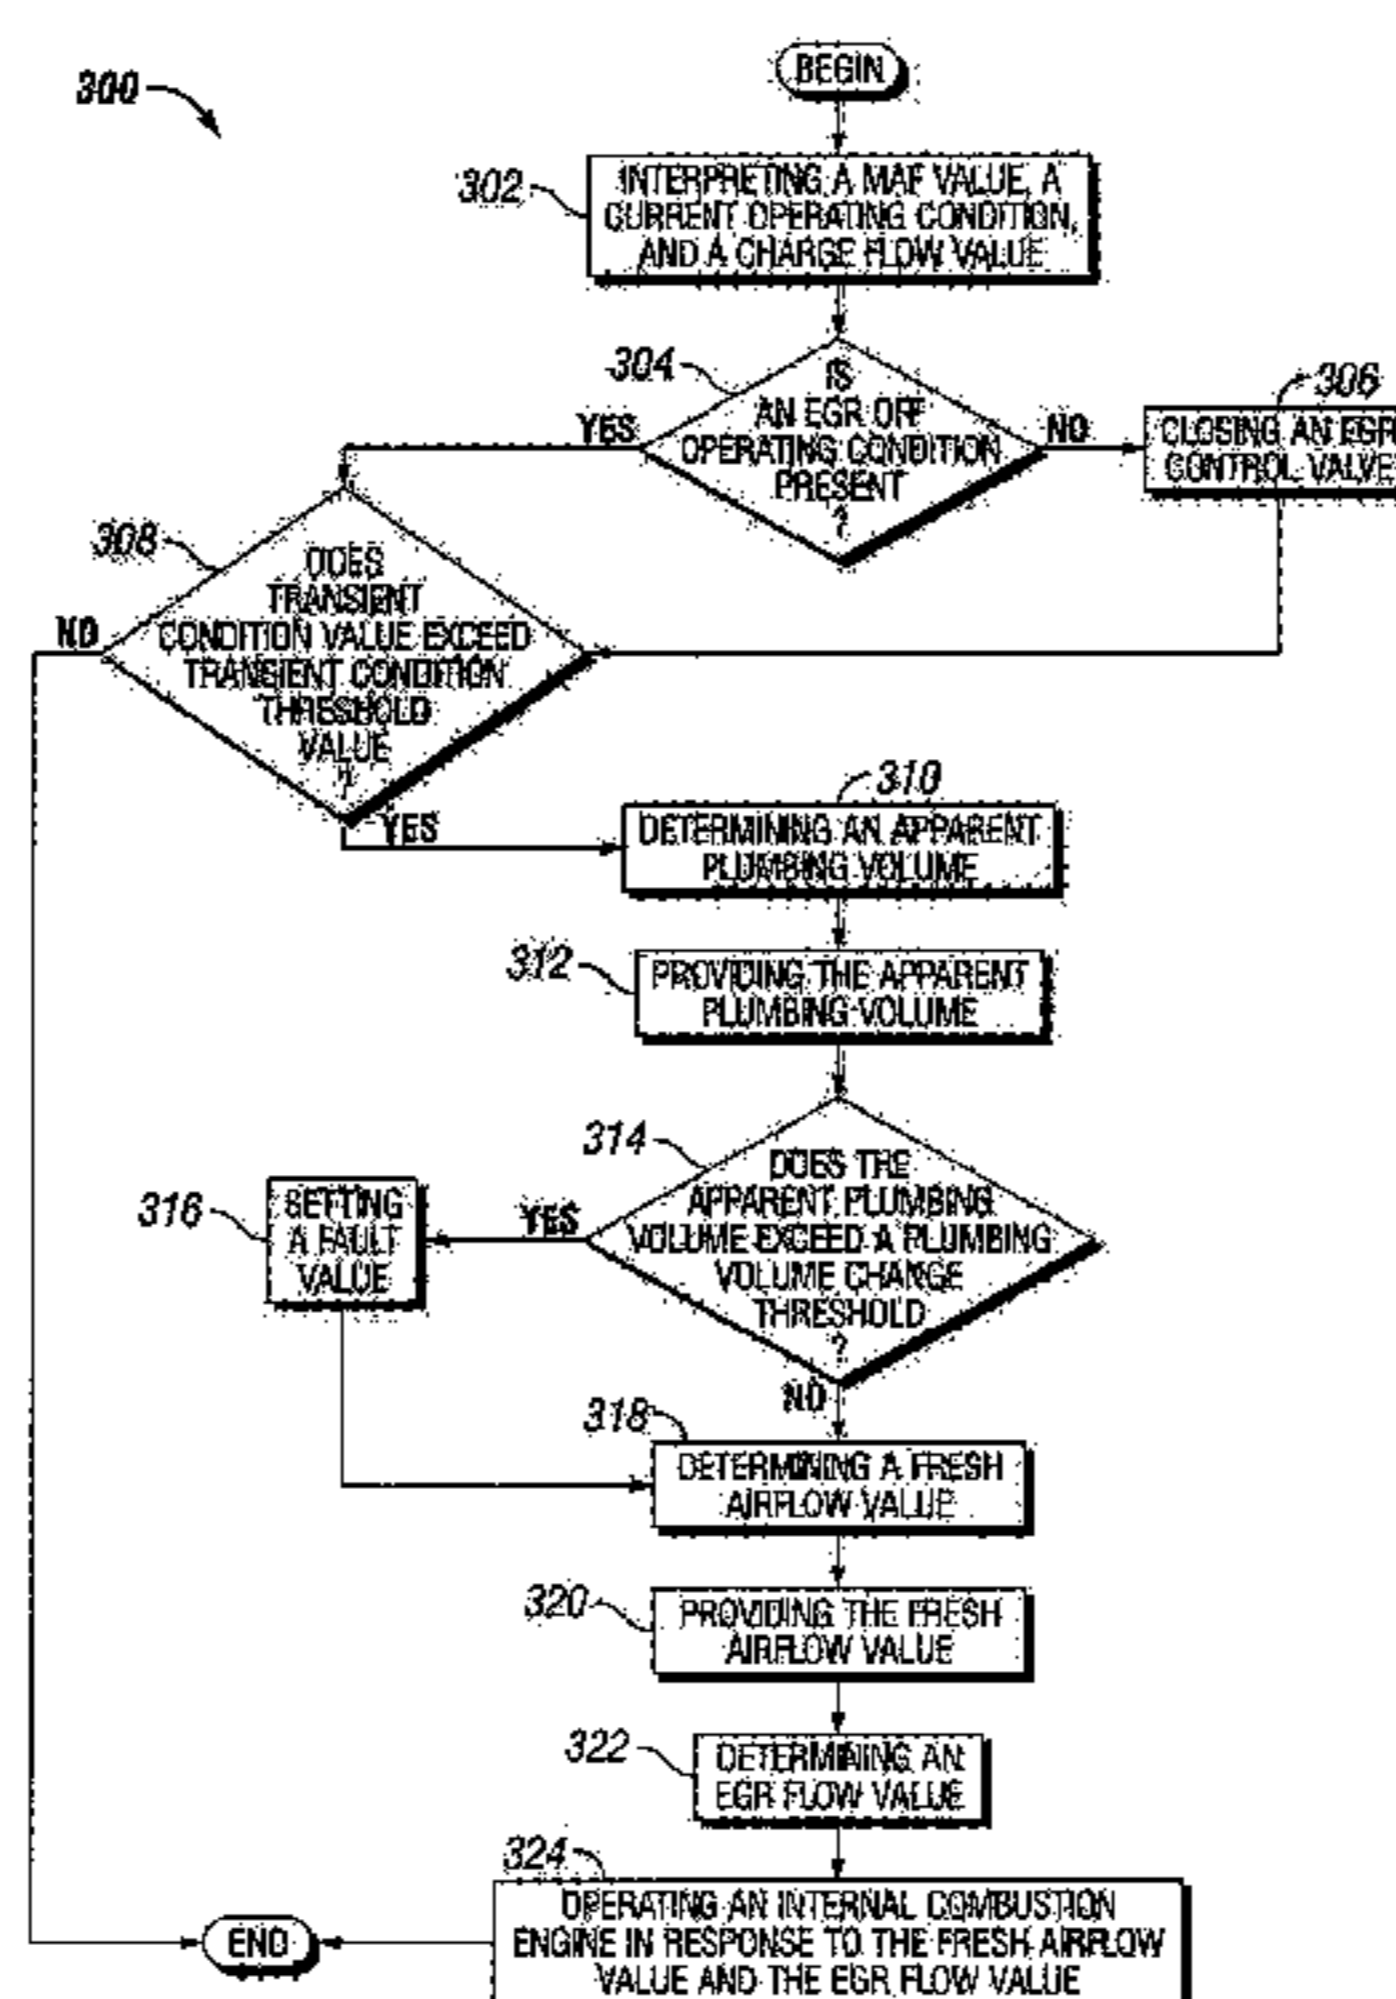 300
BEGIN
302
INTERPRETING A MAF VALUE, A
CURRENT OPERATING CONDITION,
AND A CHARGE FLOW VALUE
304
IS
AN EGR OFF
OPERATING CONDITION
PRESENT
?
YES
NO
306
CLOSING AN EGR
CONTROL VALVE
308
DOES
TRANSIENT
CONDITION VALUE EXCEED
TRANSIENT CONDITION
THRESHOLD
VALUE
?
NO
YES
310
DETERMINING AN APPARENT
PLUMBING VOLUME
312
PROVIDING THE APPARENT
PLUMBING VOLUME
314
DOES THE
APPARENT PLUMBING
VOLUME EXCEED A PLUMBING
VOLUME CHANGE
THRESHOLD
?
YES
NO
316
SETTING
A FAULT
VALUE
318
DETERMINING A FRESH
AIRFLOW VALUE
320
PROVIDING THE FRESH
AIRFLOW VALUE
322
DETERMINING AN
EGR FLOW VALUE
324
OPERATING AN INTERNAL COMBUSTION
ENGINE IN RESPONSE TO THE FRESH AIRFLOW
VALUE AND THE EGR FLOW VALUE
END